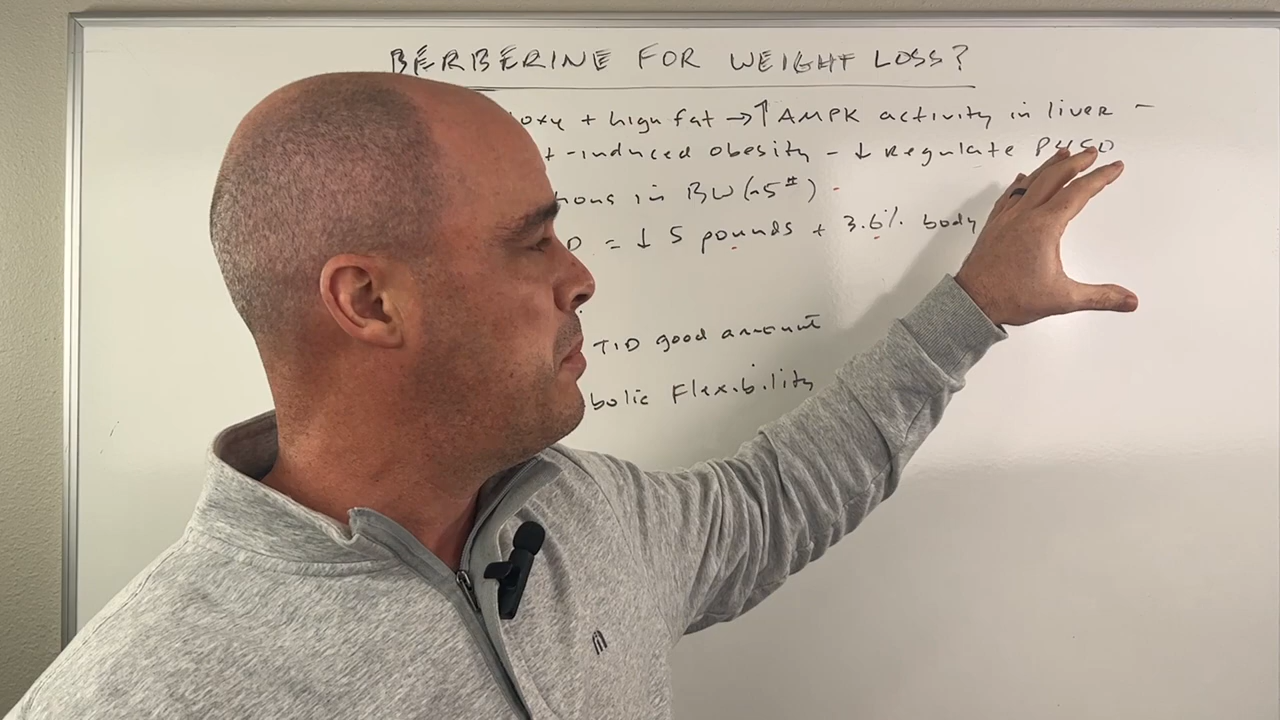 BERBERINE FOR WEIGHT LOSS?
oxy + high fat → ↑ AMPK activity in liver -
t-induced obesity - ↓ Regulate P450
ions in BW (~5#) -
D = ↓ 5 pounds + 3.6% body
TID good amount
bolic Flexibility